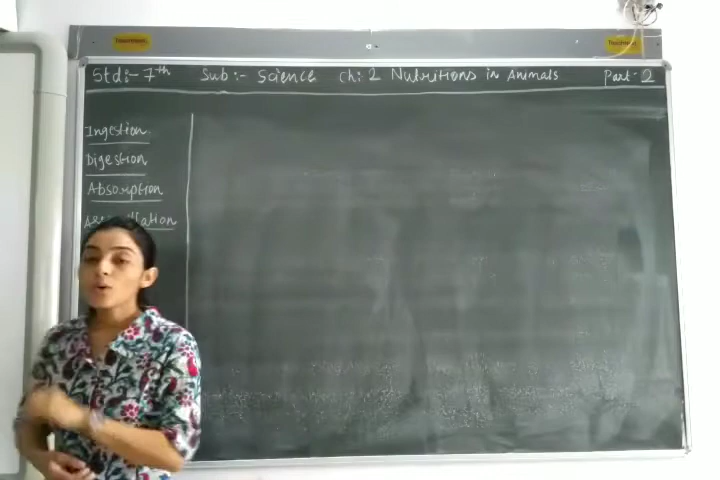 Std:- 7th Sub :- Science Ch: 2 Nutritions in Animals Part- 2
Ingestion
Digestion
Absorption